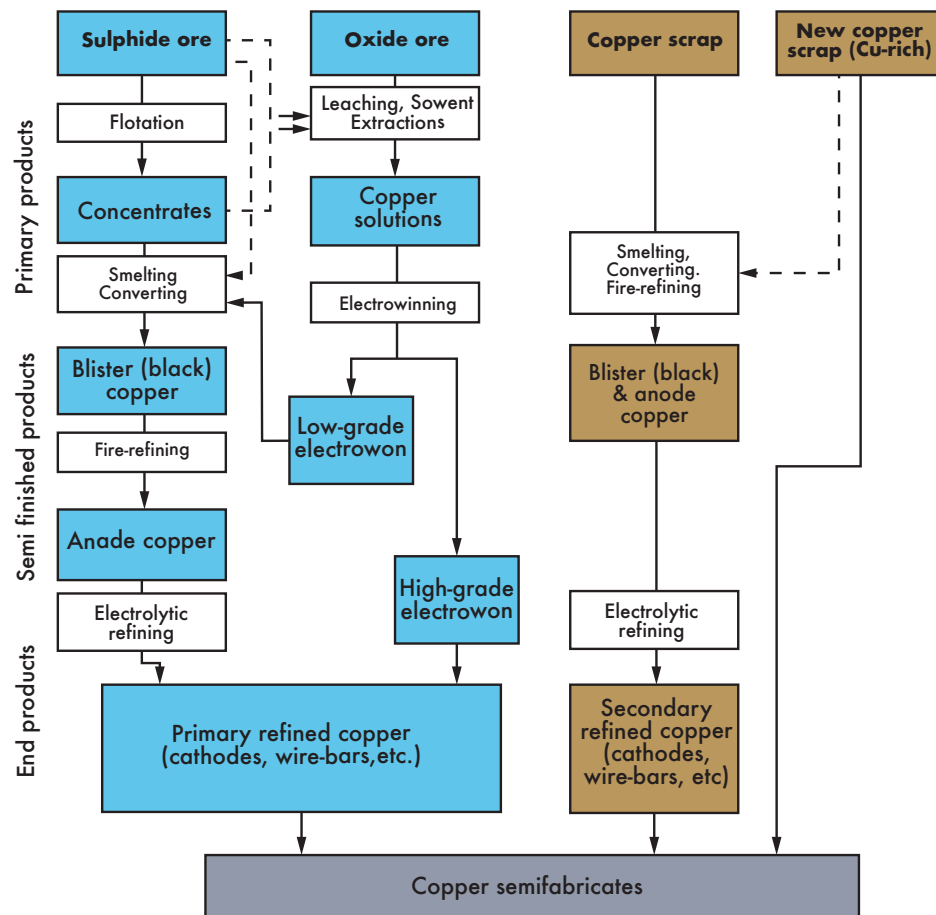 Sulphide ore
Oxide ore
Copper scrap
New copper
scrap (Cu-rich)
Flotation
Leaching, Sowent
Extractions
Concentrates
Copper
solutions
Smelting
Converting
Electrowinning
Smelting,
Converting.
Fire-refining
Blister (black)
copper
Low-grade
electrowon
Blister (black)
& anode
copper
Fire-refining
Anade copper
High-grade
electrowon
Electrolytic
refining
Electrolytic
refining
Primary refined copper
(cathodes, wire-bars,etc.)
Secondary
refined copper
(cathodes,
wire-bars, etc)
Copper semifabricates
Primary products
Semi finished products
End products